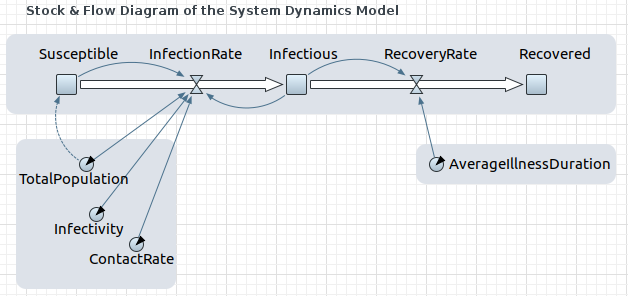 Stock & Flow Diagram of the System Dynamics Model
Susceptible InfectionRate Infectious RecoveryRate Recovered
TotalPopulation
AverageIllnessDuration
Infectivity
ContactRate